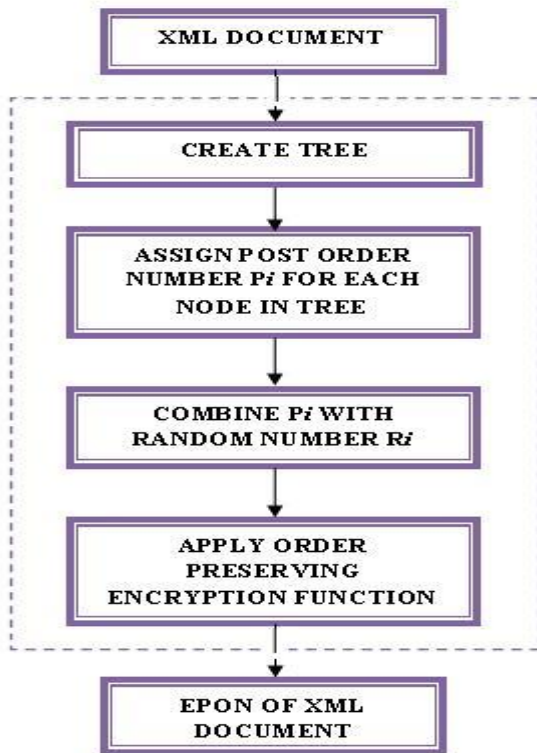 XML DOCUMENT
CREATE TREE
ASSIGN POST ORDER
NUMBER Pi FOR EACH
NODE IN TREE
COMBINE Pi WITH
RANDOM NUMBER Ri
APPLY ORDER
PRESERVING
ENCRYPTION FUNCTION
EPON OF XML
DOCUMENT